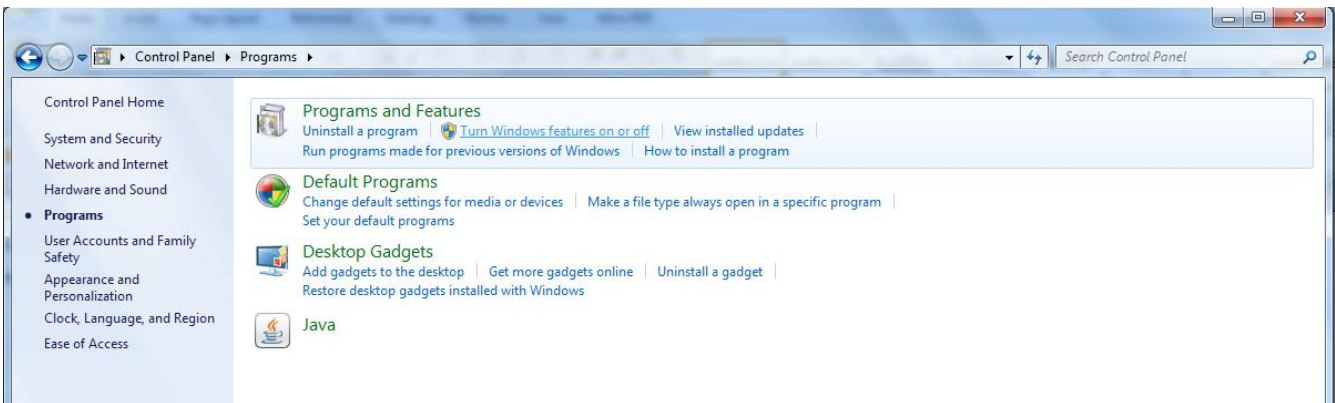 Control Panel Programs
Search Control Panel
Control Panel Home
System and Security
Network and Internet
Hardware and Sound
Programs
User Accounts and Family
Safety
Appearance and
Personalization
Clock, Language, and Region
Ease of Access
Programs and Features
Uninstall a program Turn Windows features on or off View installed updates
Run programs made for previous versions of Windows How to install a program
Default Programs
Change default settings for media or devices Make a file type always open in a specific program
Set your default programs
Desktop Gadgets
Add gadgets to the desktop Get more gadgets online Uninstall a gadget
Restore desktop gadgets installed with Windows
Java